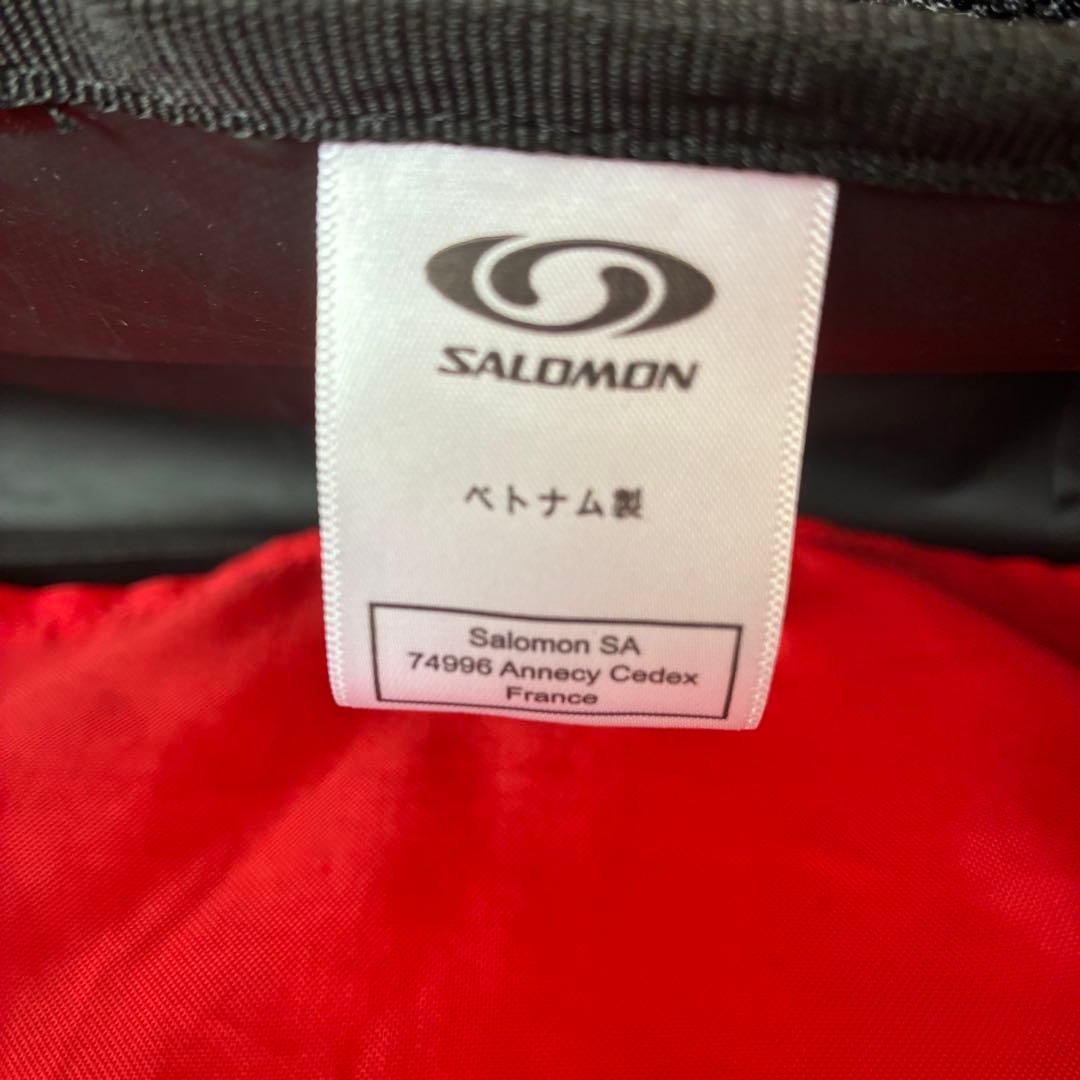 SALOMON
ベトナム製
Salomon SA
74996 Annecy Cedex
France